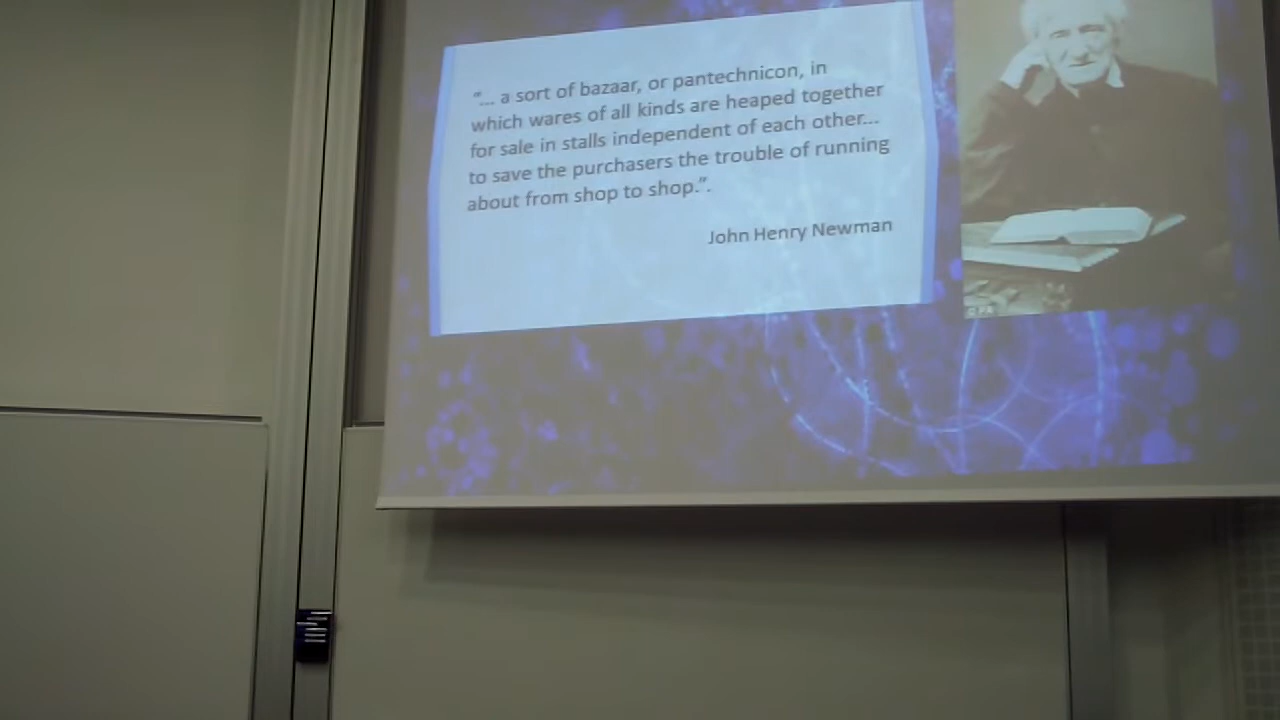 "... a sort of bazaar, or pantechnicon, in
which wares of all kinds are heaped together
for sale in stalls independent of each other...
to save the purchasers the trouble of running
about from shop to shop.".
John Henry Newman